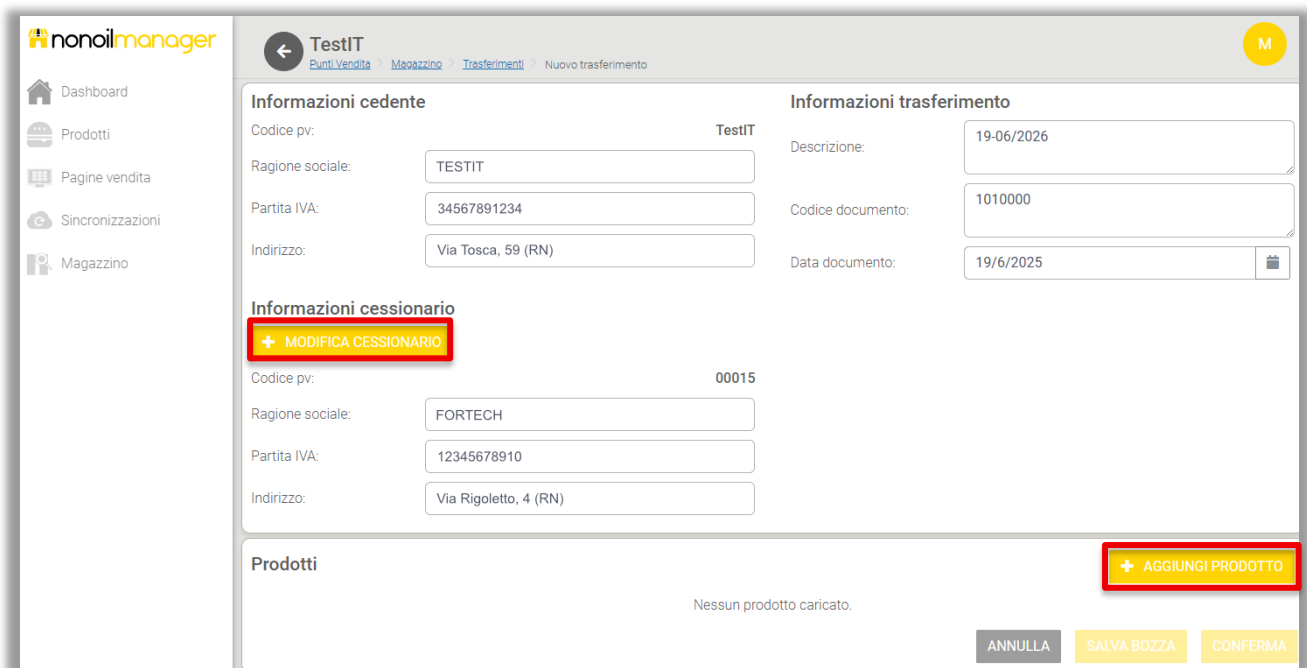 nonoilmanager
Dashboard
Prodotti
Pagine vendita
Sincronizzazioni
Magazzino
TestIT
Punti Vendita > Magazzino > Trasferimenti > Nuovo trasferimento
M
Informazioni cedente
Codice pv: TestIT
Ragione sociale: TESTIT
Partita IVA: 34567891234
Indirizzo: Via Tosca, 59 (RN)
Informazioni trasferimento
Descrizione: 19-06/2026
Codice documento: 1010000
Data documento: 19/6/2025
Informazioni cessionario
+ MODIFICA CESSIONARIO
Codice pv: 00015
Ragione sociale: FORTECH
Partita IVA: 12345678910
Indirizzo: Via Rigoletto, 4 (RN)
Prodotti
+ AGGIUNGI PRODOTTO
Nessun prodotto caricato.
ANNULLA SALVA BOZZA CONFERMA